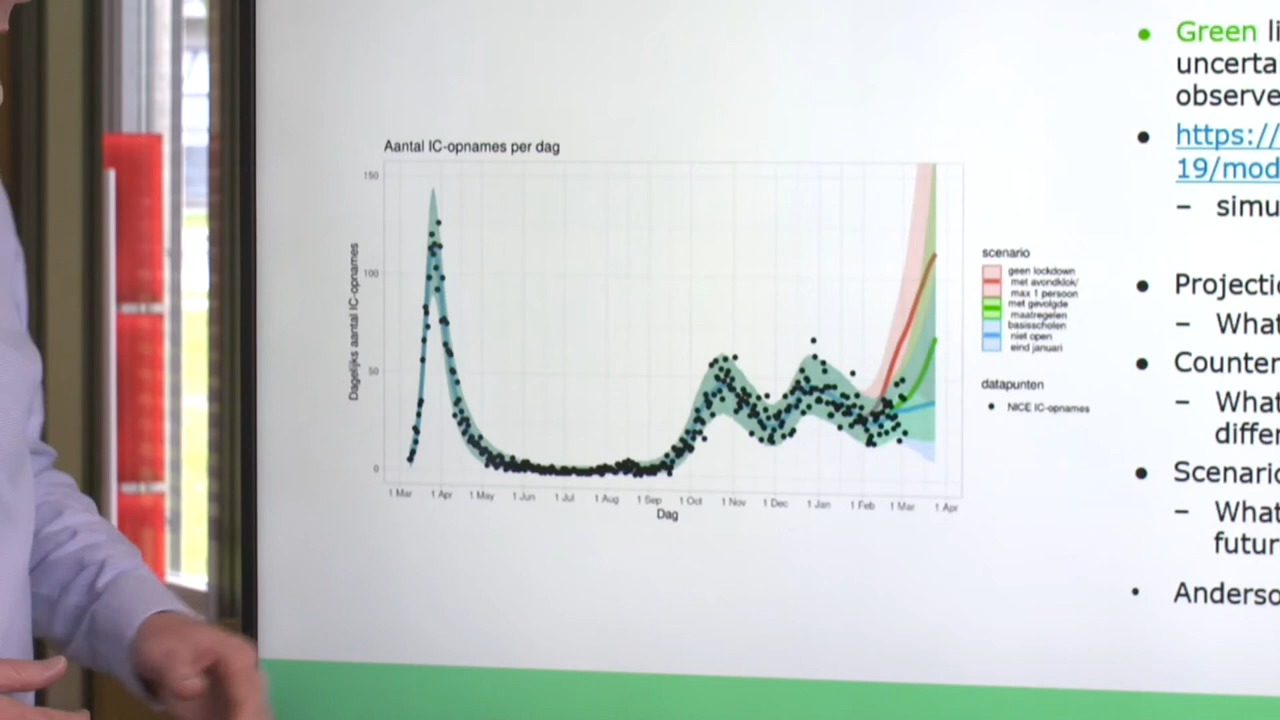 Aantal IC-opnames per dag
150
100
50
0
Dagelijks aantal IC-opnames
1 Mar 1 Apr 1 May 1 Jun 1 Jul 1 Aug 1 Sep 1 Oct 1 Nov 1 Dec 1 Jan 1 Feb 1 Mar 1 Apr
Dag
scenario
geen lockdown
met avondklok/
max 1 persoon
met gevolgde
maatregelen
basisscholen
niet open
eind januari
datapunten
NICE IC-opnames
• Green li
uncerta
observe
• https://
19/mod
– simu
• Projectie
– What
• Counter
– What
differ
• Scenario
– What
futur
• Anderso